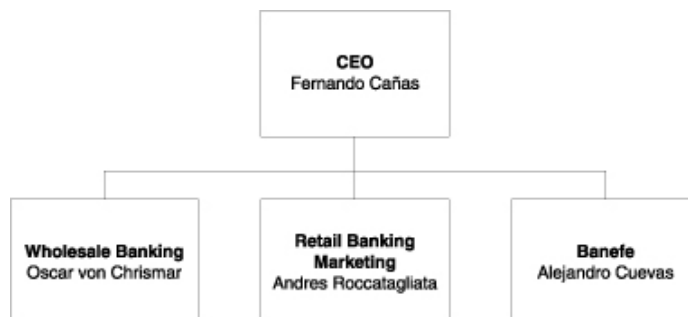 CEO
Fernando Cañas
Wholesale Banking
Oscar von Chrismar
Retail Banking
Marketing
Andres Roccatagliata
Banefe
Alejandro Cuevas